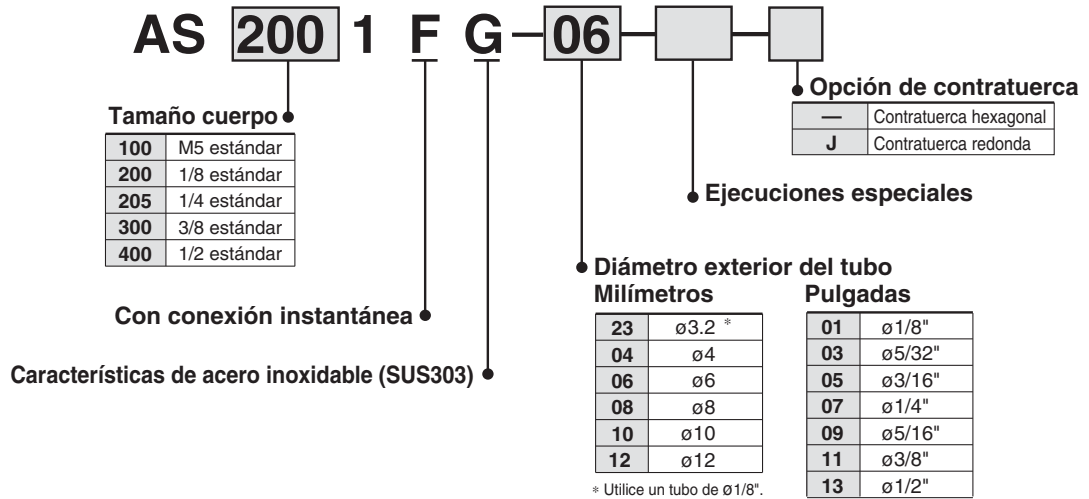 AS 200 1 F G-06-
Opción de contratuerca
— Contratuerca hexagonal
J Contratuerca redonda
Tamaño cuerpo
100 M5 estándar
200 1/8 estándar
205 1/4 estándar
300 3/8 estándar
400 1/2 estándar
Ejecuciones especiales
Diámetro exterior del tubo
Milímetros
23 ø3.2 *
04 ø4
06 ø6
08 ø8
10 ø10
12 ø12
* Utilice un tubo de Ø1/8".
Pulgadas
01 ø1/8"
03 ø5/32"
05 ø3/16"
07 ø1/4"
09 ø5/16"
11 ø3/8"
13 ø1/2"
Con conexión instantánea
Características de acero inoxidable (SUS303)